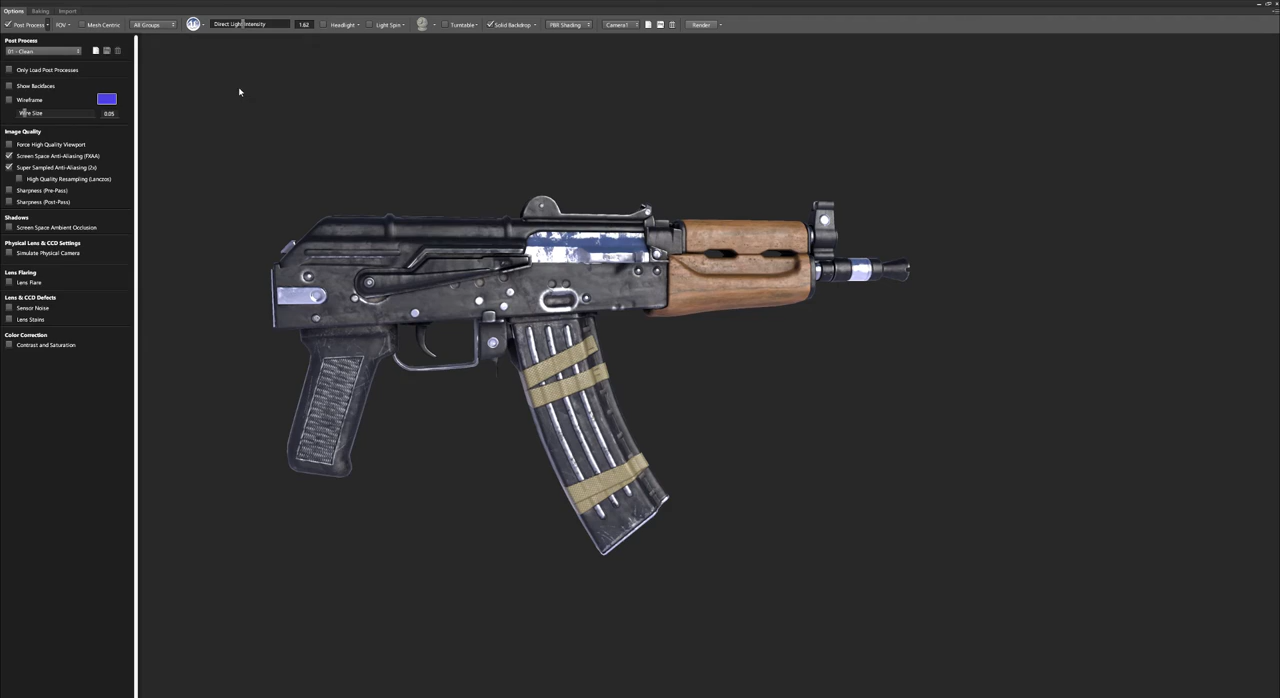 Options Baking Import
Post Process FOV Mesh Centric All Groups Direct Light Intensity 1.62 Headlight Light Spin Turntable Solid Backdrop PBR Shading Camera7 Render
Post Process
01 - Clean
Only Load Post Processes
Show Backfaces
Wireframe
Wire Size 0.05
Image Quality
Force High Quality Viewport
Screen Space Anti-Aliasing (FXAA)
Super Sampled Anti-Aliasing (2x)
High Quality Resampling (Lanczos)
Sharpness (Pre-Pass)
Sharpness (Post-Pass)
Shadows
Screen Space Ambient Occlusion
Physical Lens & CCD Settings
Simulate Physical Camera
Lens Flaring
Lens Flare
Lens & CCD Defects
Sensor Noise
Lens Stains
Color Correction
Contrast and Saturation